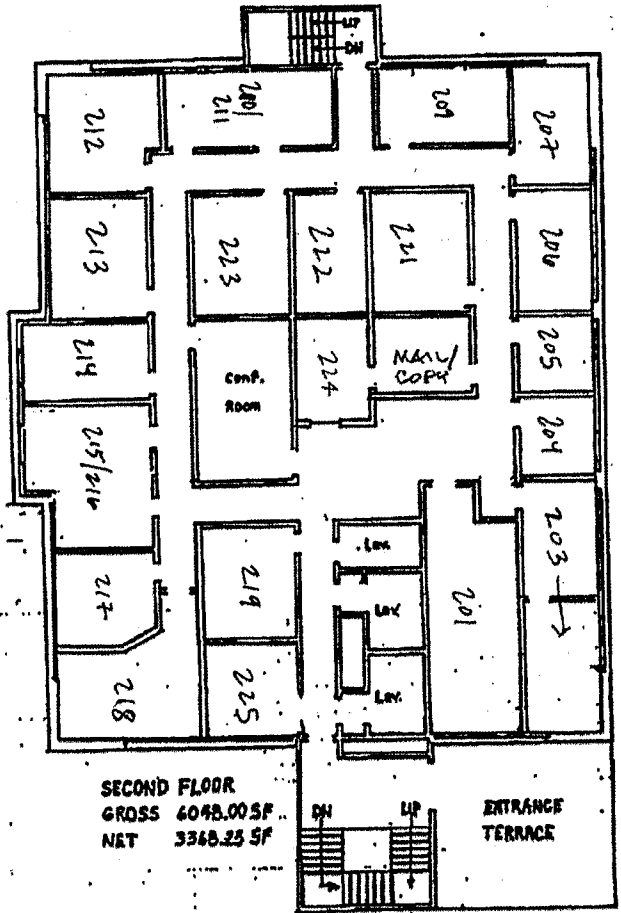 UP
DN
212
210/
211
209
207
213
223
222
221
206
214
CONF.
ROOM
224
MAIL/
COPY
205
204
215/216
217
219
Lav.
Lav.
Lav.
201
203
218
225
SECOND FLOOR
GROSS 6048.00 SF
NET 3368.25 SF
DN
UP
ENTRANCE
TERRACE